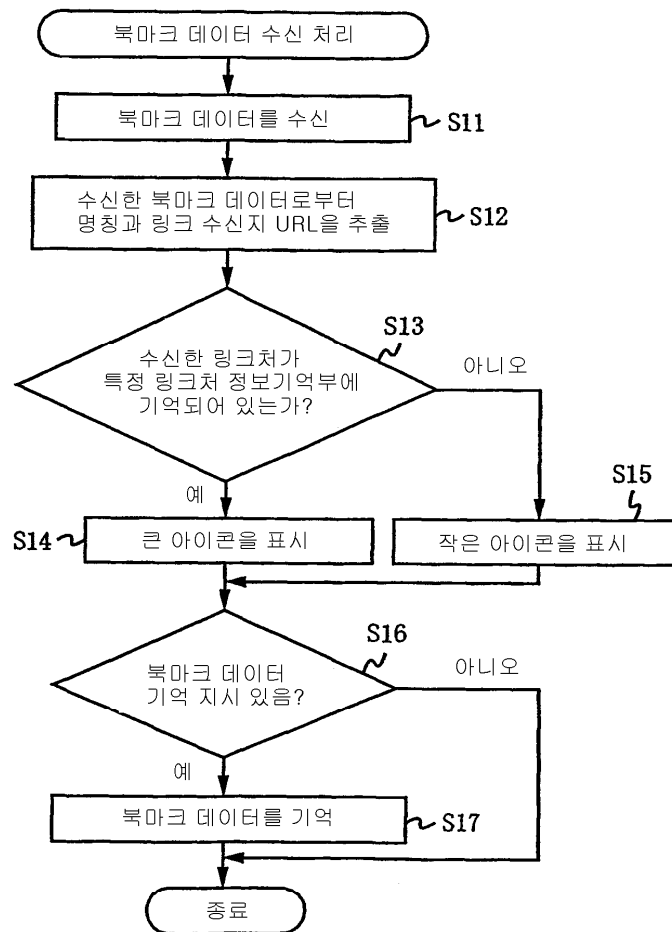 북마크 데이터 수신 처리
북마크 데이터를 수신
S11
수신한 북마크 데이터로부터
명칭과 링크 수신지 URL을 추출
S12
S13
수신한 링크처가
특정 링크처 정보기억부에
기억되어 있는가?
아니오
예
S14
큰 아이콘을 표시
S15
작은 아이콘을 표시
S16
북마크 데이터
기억 지시 있음?
아니오
예
북마크 데이터를 기억
S17
종료